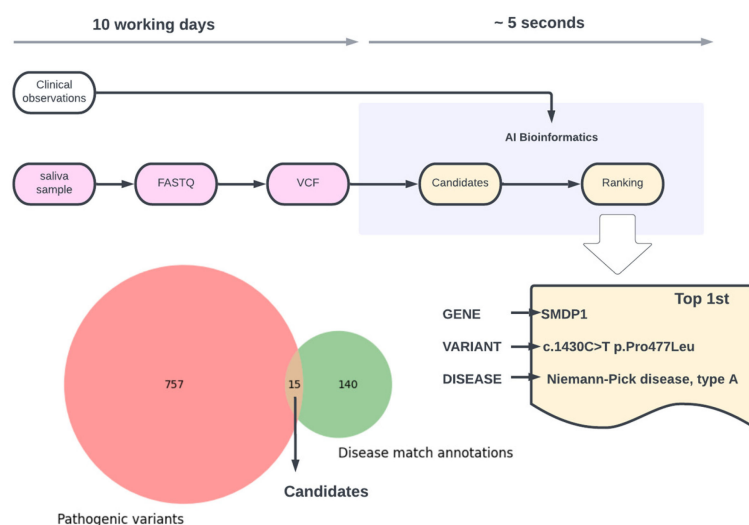 10 working days
~ 5 seconds
Clinical
observations
AI Bioinformatics
saliva
sample
FASTQ
VCF
Candidates
Ranking
Top 1st
GENE
SMDP1
VARIANT
c.1430C>T p.Pro477Leu
DISEASE
Niemann-Pick disease, type A
757
15
140
Disease match annotations
Candidates
Pathogenic variants